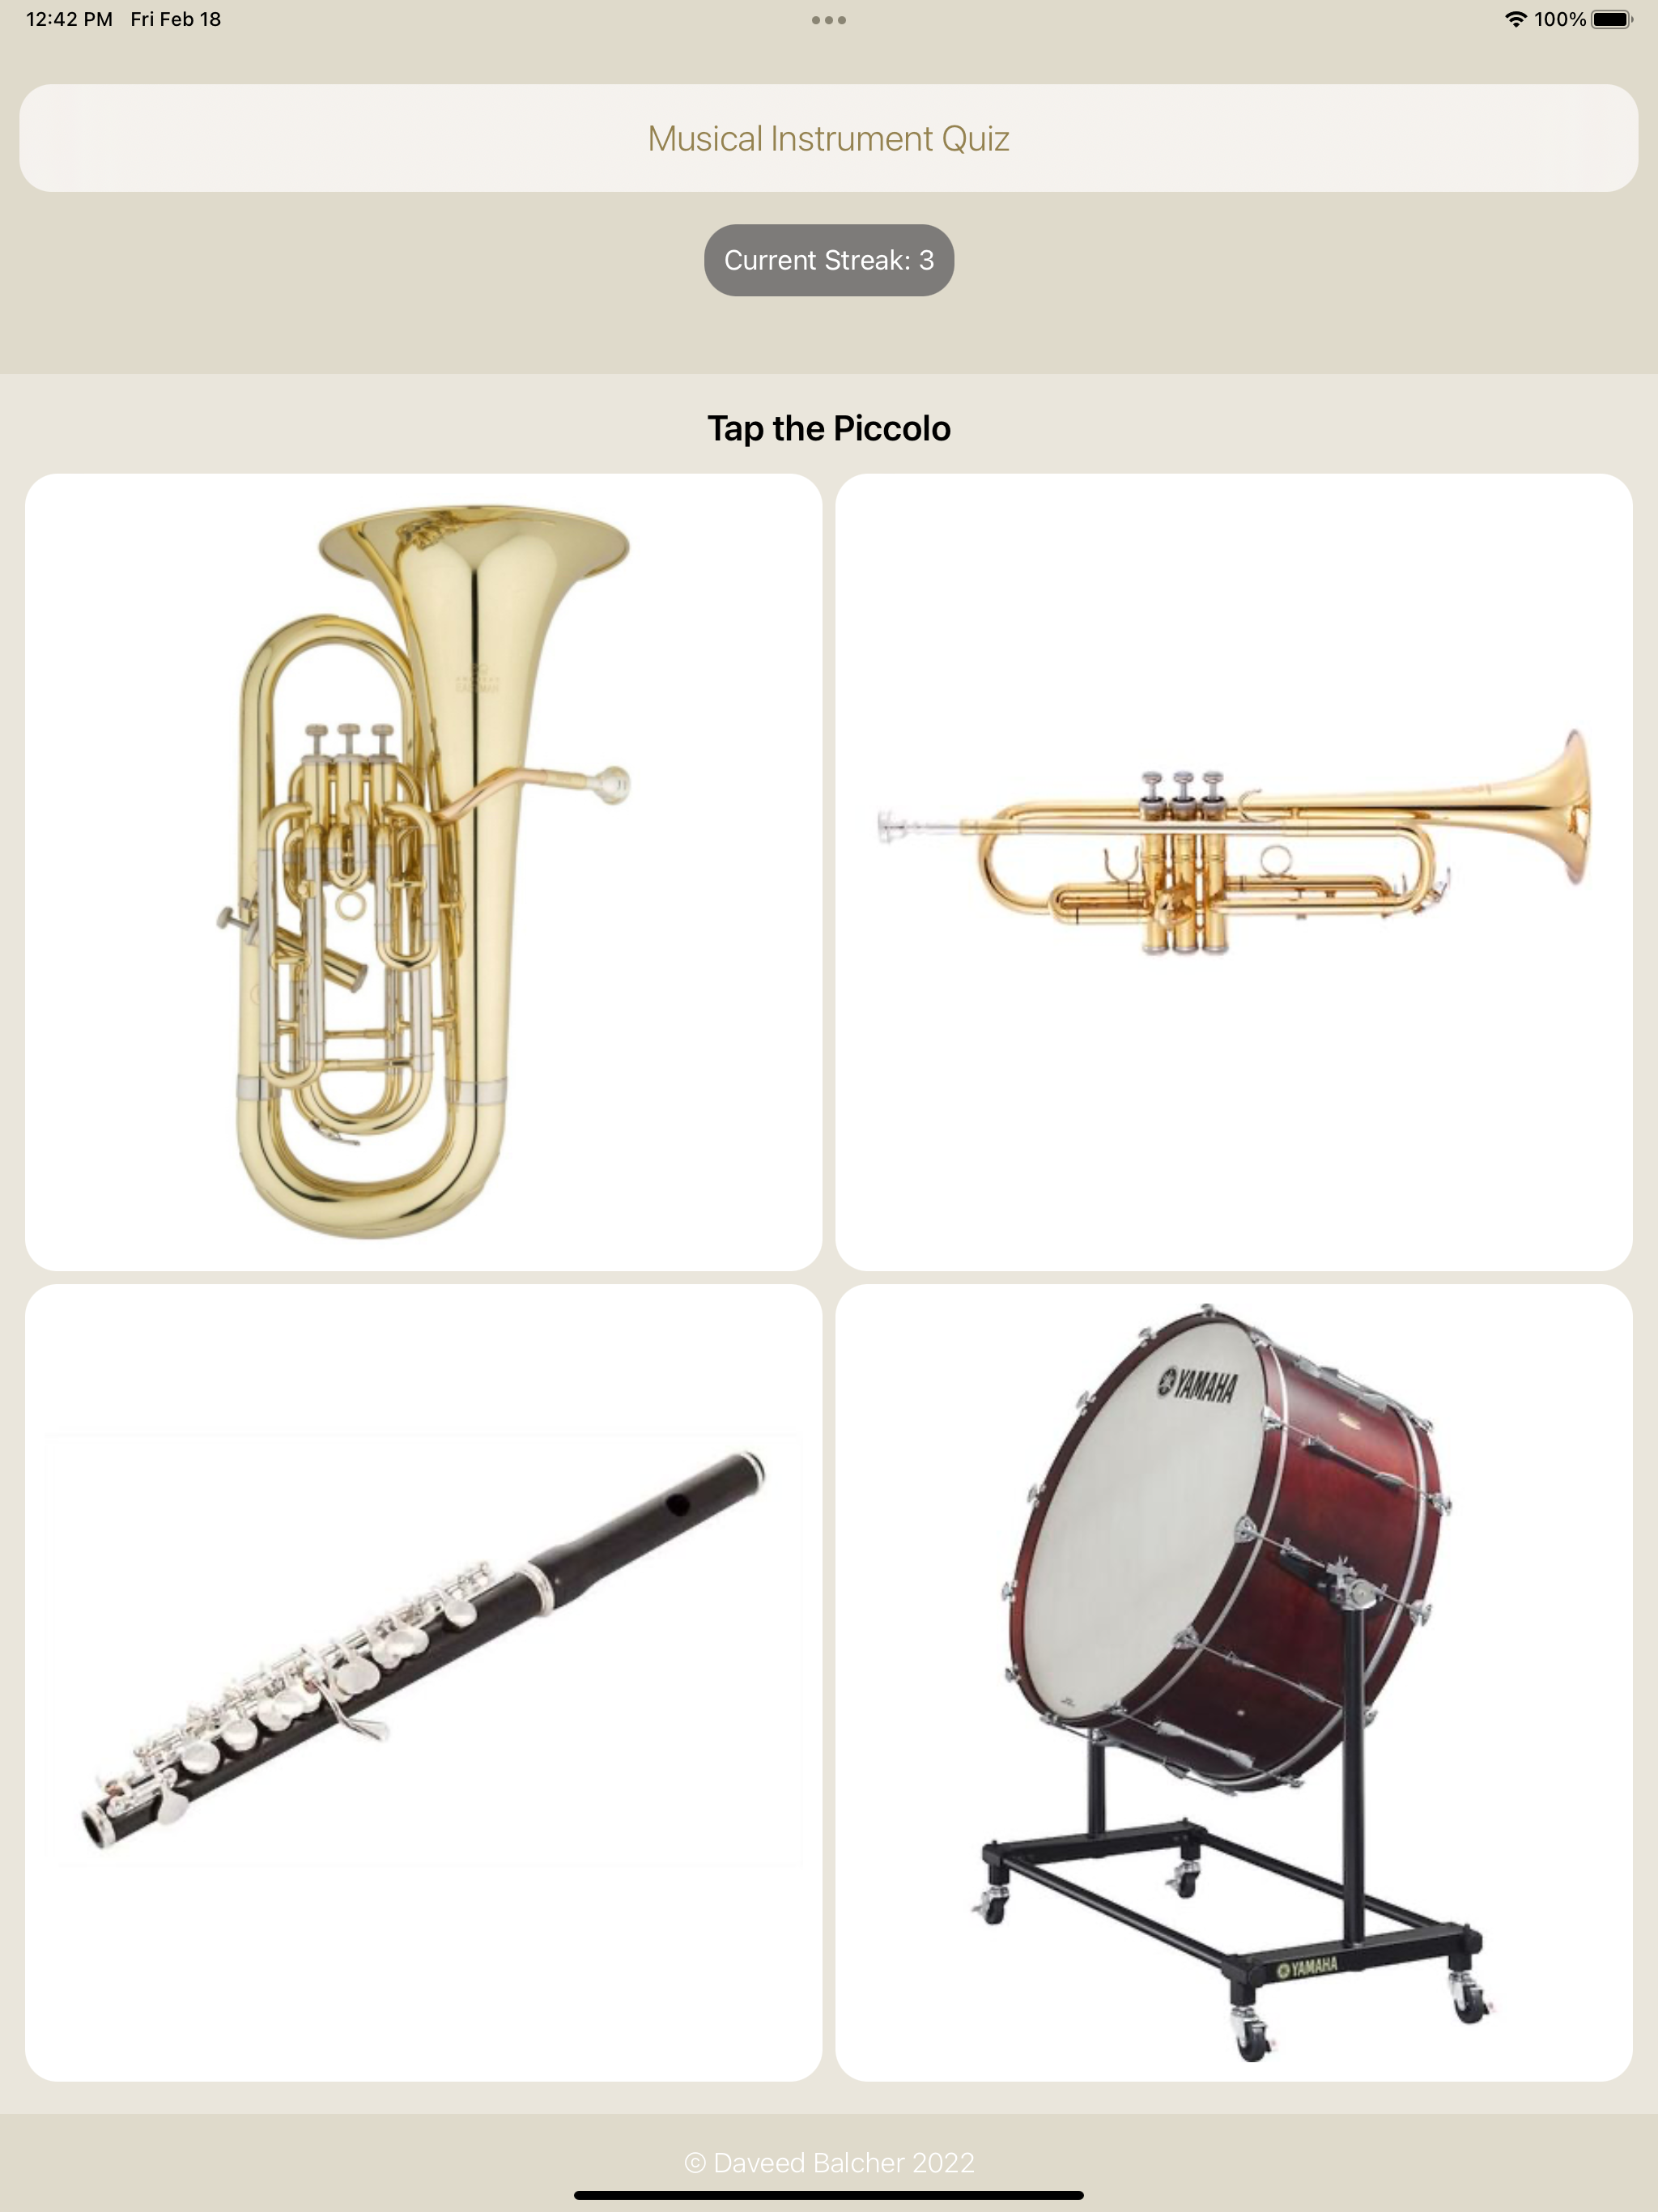 12:42 PM Fri Feb 18
100%
Musical Instrument Quiz
Current Streak: 3
Tap the Piccolo
YAMAHA
YAMAHA
© Daveed Balcher 2022